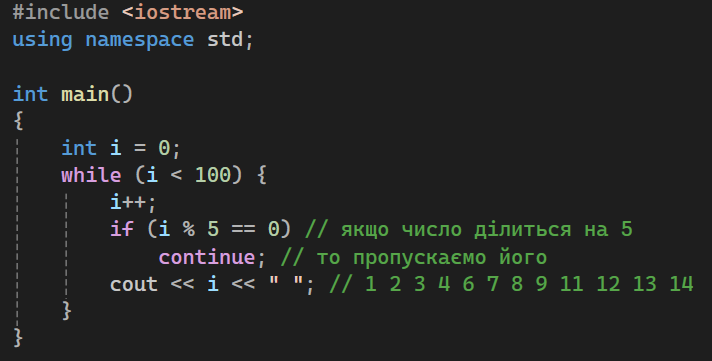 #include <iostream>
using namespace std;
int main()
{
int i = 0;
while (i < 100) {
i++;
if (i % 5 == 0) // якщо число ділиться на 5
continue; // то пропускаємо його
cout << i << " "; // 1 2 3 4 6 7 8 9 11 12 13 14
}
}